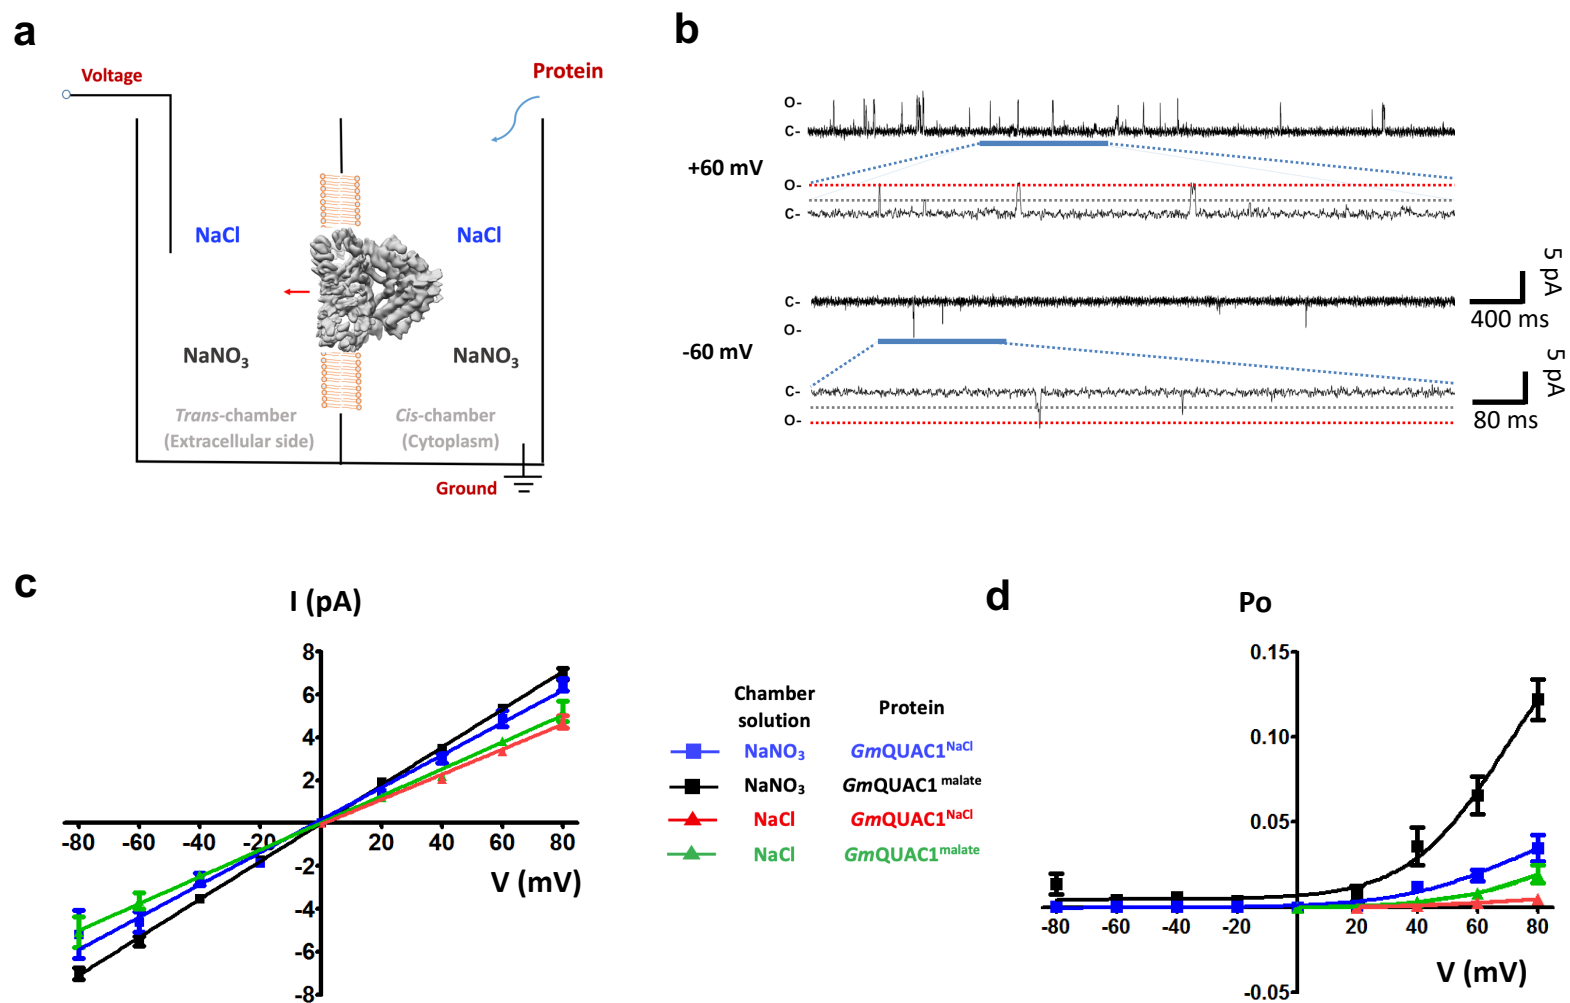 a
Voltage
Protein
NaCl
NaCl
NaNO3
NaNO3
Trans-chamber
(Extracellular side)
Cis-chamber
(Cytoplasm)
Ground
b
O-
C-
+60 mV
O-
C-
C-
O-
-60 mV
C-
O-
5 pA
400 ms
5 pA
80 ms
c
I (pA)
8
6
4
2
-80 -60 -40 -20 20 40 60 80
-2
-4
-6
-8
V (mV)
Chamber solution
Protein
NaNO3 GmQUAC1NaCl
NaNO3 GmQUAC1malate
NaCl GmQUAC1NaCl
NaCl GmQUAC1malate
d
Po
0.15
0.10
0.05
-80 -60 -40 -20 20 40 60 80
-0.05
V (mV)